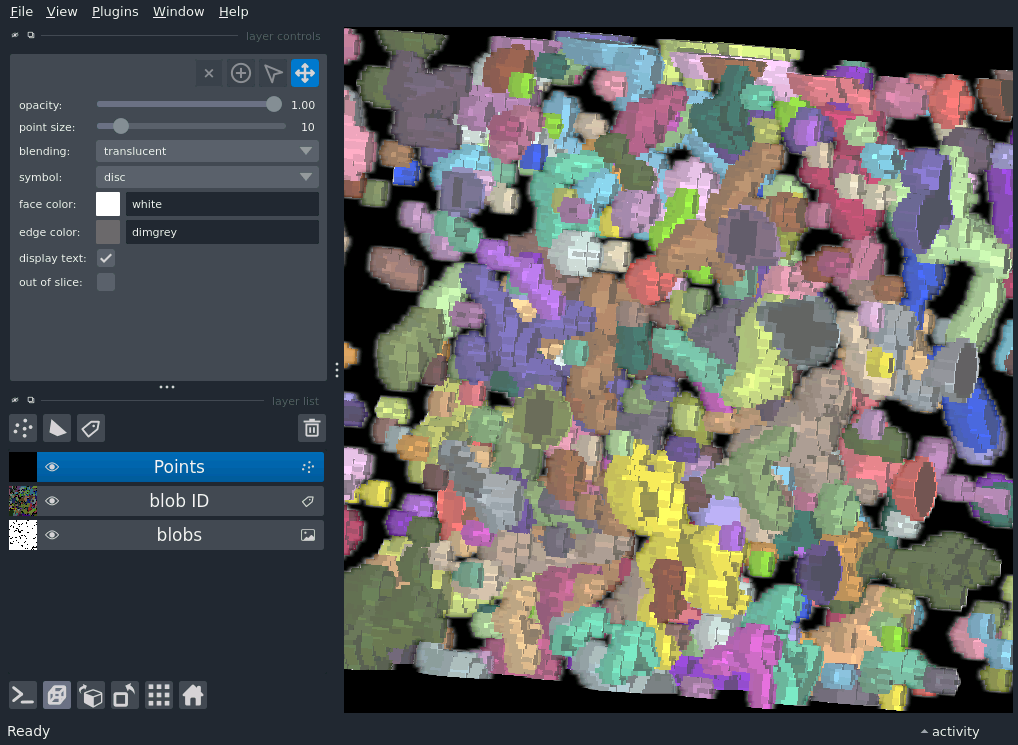 File View Plugins Window Help
layer controls
opacity: 1.00
point size: 10
blending: translucent
symbol: disc
face color: white
edge color: dimgrey
display text:
out of slice:
layer list
Points
blob ID
blobs
Ready
activity